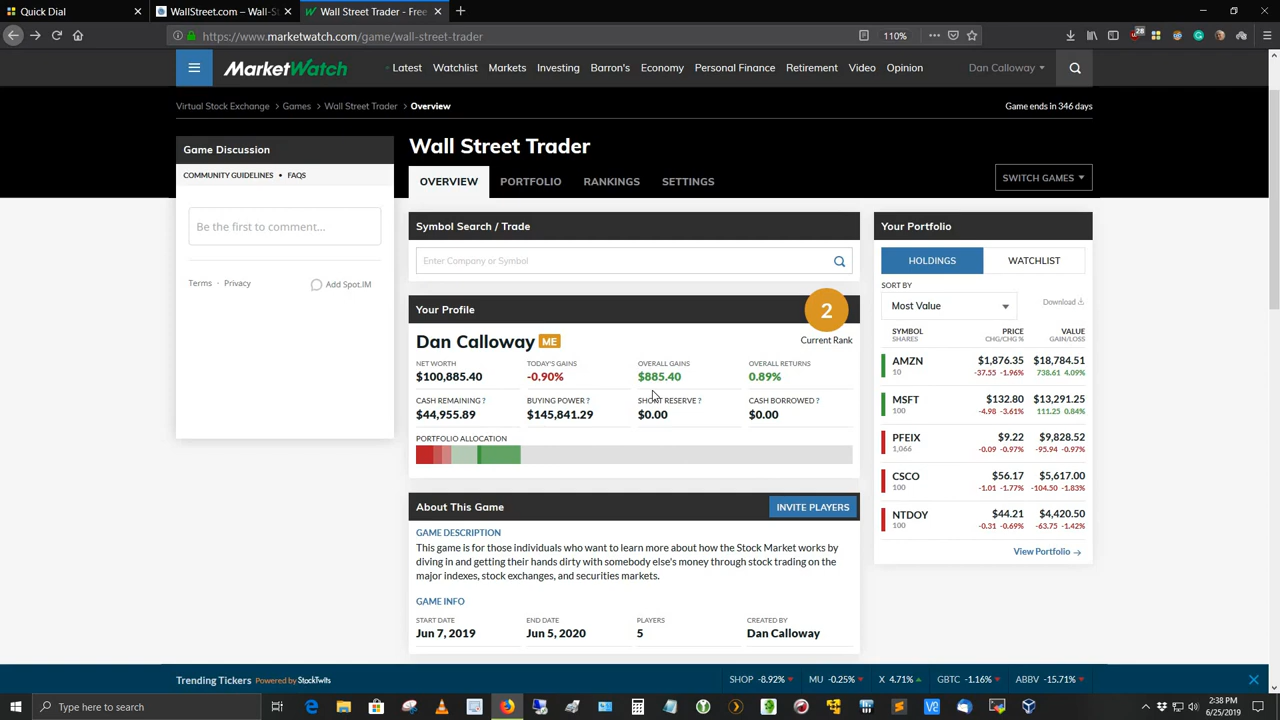 Quick Dial
WallStreet.com – Wall-St
Wall Street Trader - Free
https://www.marketwatch.com/game/wall-street-trader
110%
28
MarketWatch
Latest Watchlist Markets Investing Barron's Economy Personal Finance Retirement Video Opinion
Dan Calloway
Virtual Stock Exchange > Games > Wall Street Trader > Overview
Game ends in 346 days
Game Discussion
COMMUNITY GUIDELINES • FAQS
Be the first to comment...
Terms · Privacy
Add Spot.IM
Wall Street Trader
OVERVIEW PORTFOLIO RANKINGS SETTINGS
SWITCH GAMES
Symbol Search / Trade
Enter Company or Symbol
Your Profile
2
Current Rank
Dan Calloway ME
NET WORTH TODAY'S GAINS OVERALL GAINS OVERALL RETURNS
$100,885.40 -0.90% $885.40 0.89%
CASH REMAINING ? BUYING POWER ? SHORT RESERVE ? CASH BORROWED ?
$44,955.89 $145,841.29 $0.00 $0.00
PORTFOLIO ALLOCATION
About This Game
INVITE PLAYERS
GAME DESCRIPTION
This game is for those individuals who want to learn more about how the Stock Market works by
diving in and getting their hands dirty with somebody else's money through stock trading on the
major indexes, stock exchanges, and securities markets.
GAME INFO
START DATE END DATE PLAYERS CREATED BY
Jun 7, 2019 Jun 5, 2020 5 Dan Calloway
Your Portfolio
HOLDINGS WATCHLIST
SORT BY
Most Value
Download
SYMBOL PRICE VALUE
SHARES CHG/CHG % GAIN/LOSS
AMZN $1,876.35 $18,784.51
10 -37.55 -1.96% 738.61 4.09%
MSFT $132.80 $13,291.25
100 -4.98 -3.61% 111.25 0.84%
PFEIX $9.22 $9,828.52
1,066 -0.09 -0.97% -95.94 -0.97%
CSCO $56.17 $5,617.00
100 -1.01 -1.77% -104.50 -1.83%
NTDOY $44.21 $4,420.50
100 -0.31 -0.69% -63.75 -1.42%
View Portfolio →
Trending Tickers Powered by StockTwits
SHOP -8.92% MU -0.25% X 4.71% GBTC -1.16% ABBV -15.71%
Type here to search
2:38 PM
6/25/2019